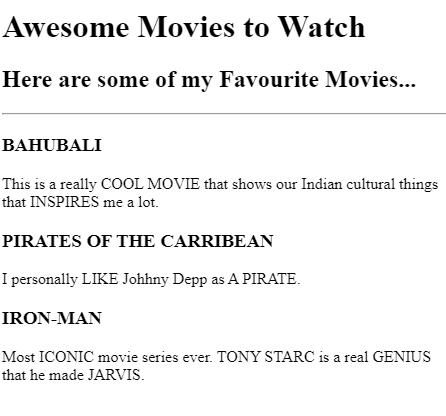 Awesome Movies to Watch
Here are some of my Favourite Movies...
BAHUBALI
This is a really COOL MOVIE that shows our Indian cultural things
that INSPIRES me a lot.
PIRATES OF THE CARRIBEAN
I personally LIKE Johhny Depp as A PIRATE.
IRON-MAN
Most ICONIC movie series ever. TONY STARC is a real GENIUS
that he made JARVIS.